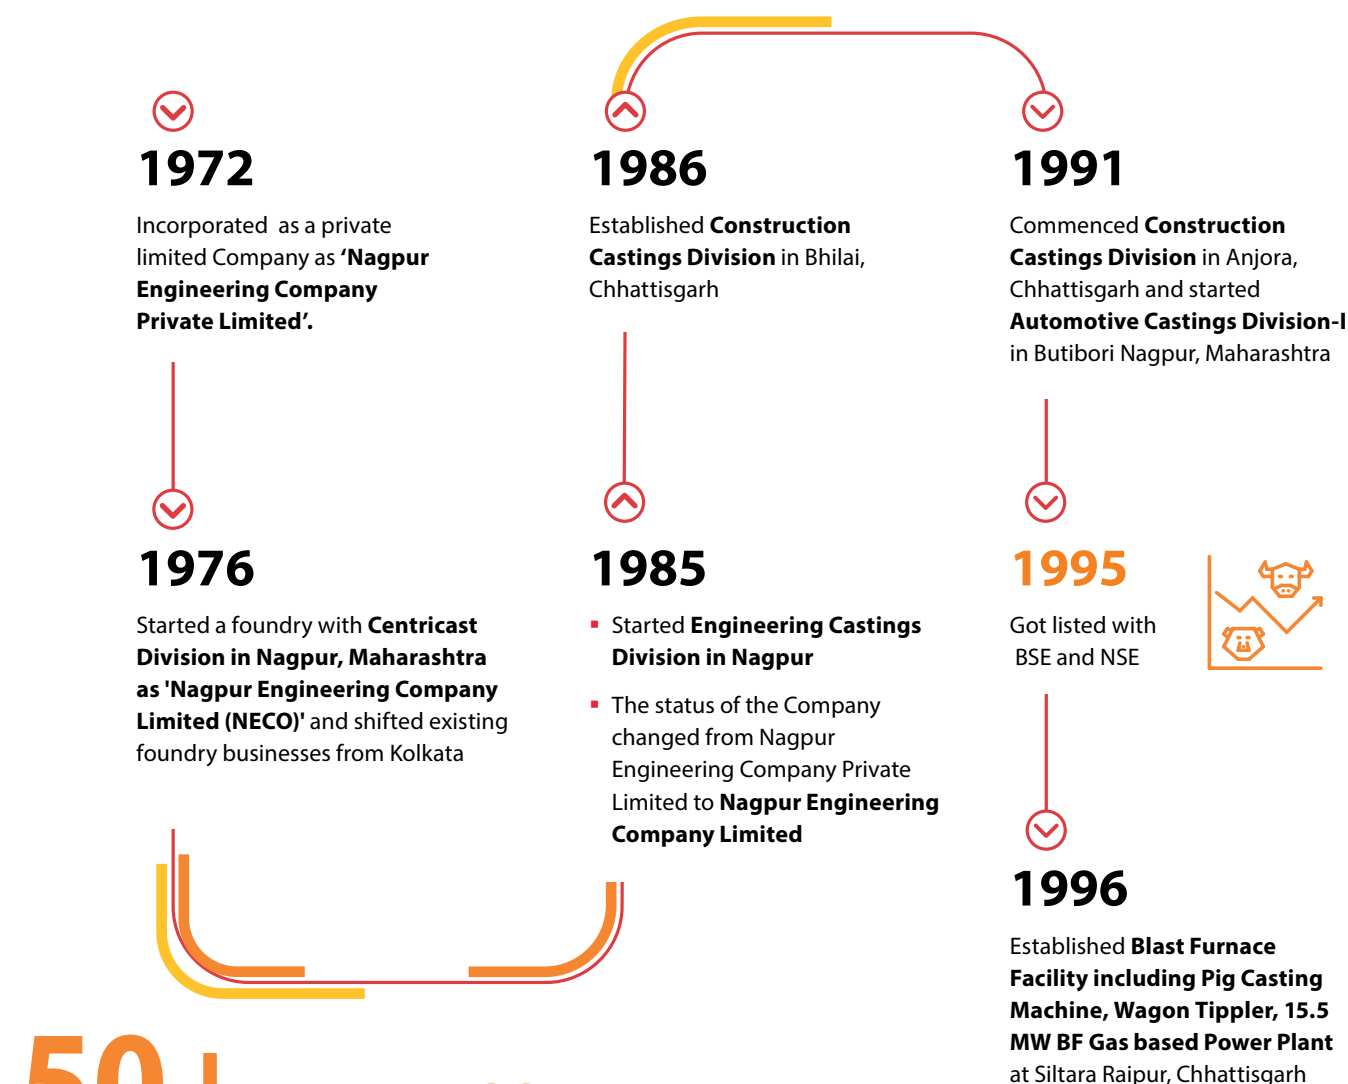 1972
Incorporated  as a private
limited Company as ‘Nagpur
Engineering Company
Private Limited’.
1976
Started a foundry with Centricast
Division in Nagpur, Maharashtra
as 'Nagpur Engineering Company
Limited (NECO)' and shifted existing
foundry businesses from Kolkata
1985
▪ Started Engineering Castings
Division in Nagpur
▪ The status of the Company
changed from Nagpur
Engineering Company Private
Limited to Nagpur Engineering
Company Limited
1986
Established Construction
Castings Division in Bhilai,
Chhattisgarh
1991
Commenced Construction
Castings Division in Anjora,
Chhattisgarh and started
Automotive Castings Division-I
in Butibori Nagpur, Maharashtra
1995
Got listed with
BSE and NSE
1996
Established Blast Furnace
Facility including Pig Casting
Machine, Wagon Tippler, 15.5
MW BF Gas based Power Plant
at Siltara Raipur, Chhattisgarh
50